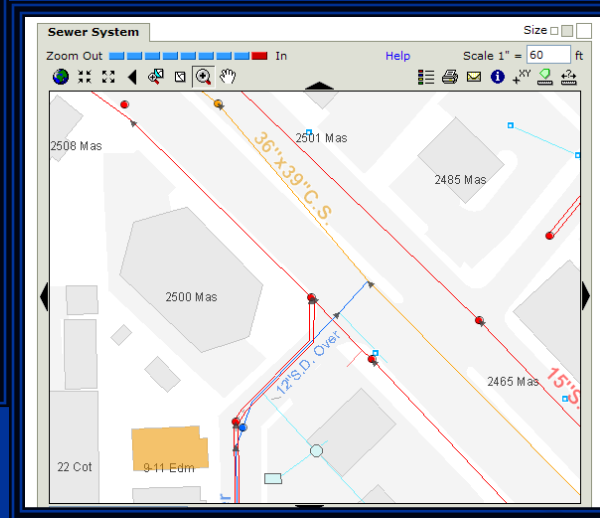 Sewer System
Size
Zoom Out
In
Help
Scale 1" =
60
ft
+XY
2508 Mas
36"x39"C.S.
2501 Mas
2485 Mas
2500 Mas
12"S.D. Over
2465 Mas
15"S.
22 Cot
9-11 Edm